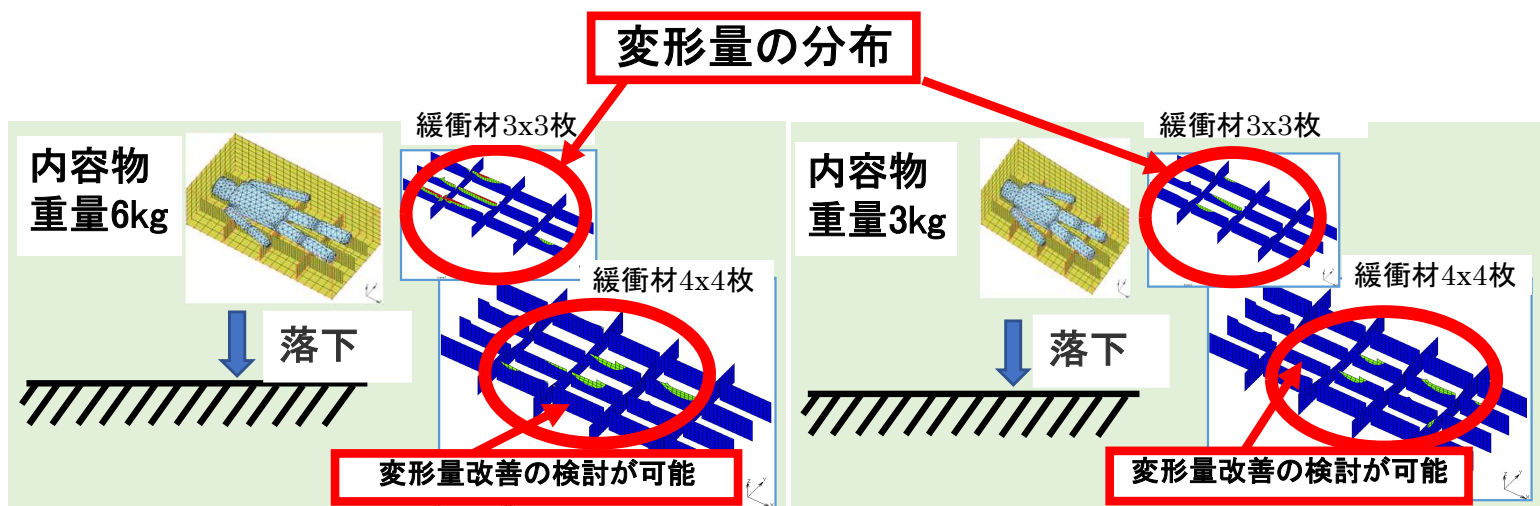 変形量の分布
内容物
重量6kg
緩衝材3x3枚
緩衝材4x4枚
落下
変形量改善の検討が可能
内容物
重量3kg
緩衝材3x3枚
緩衝材4x4枚
落下
変形量改善の検討が可能